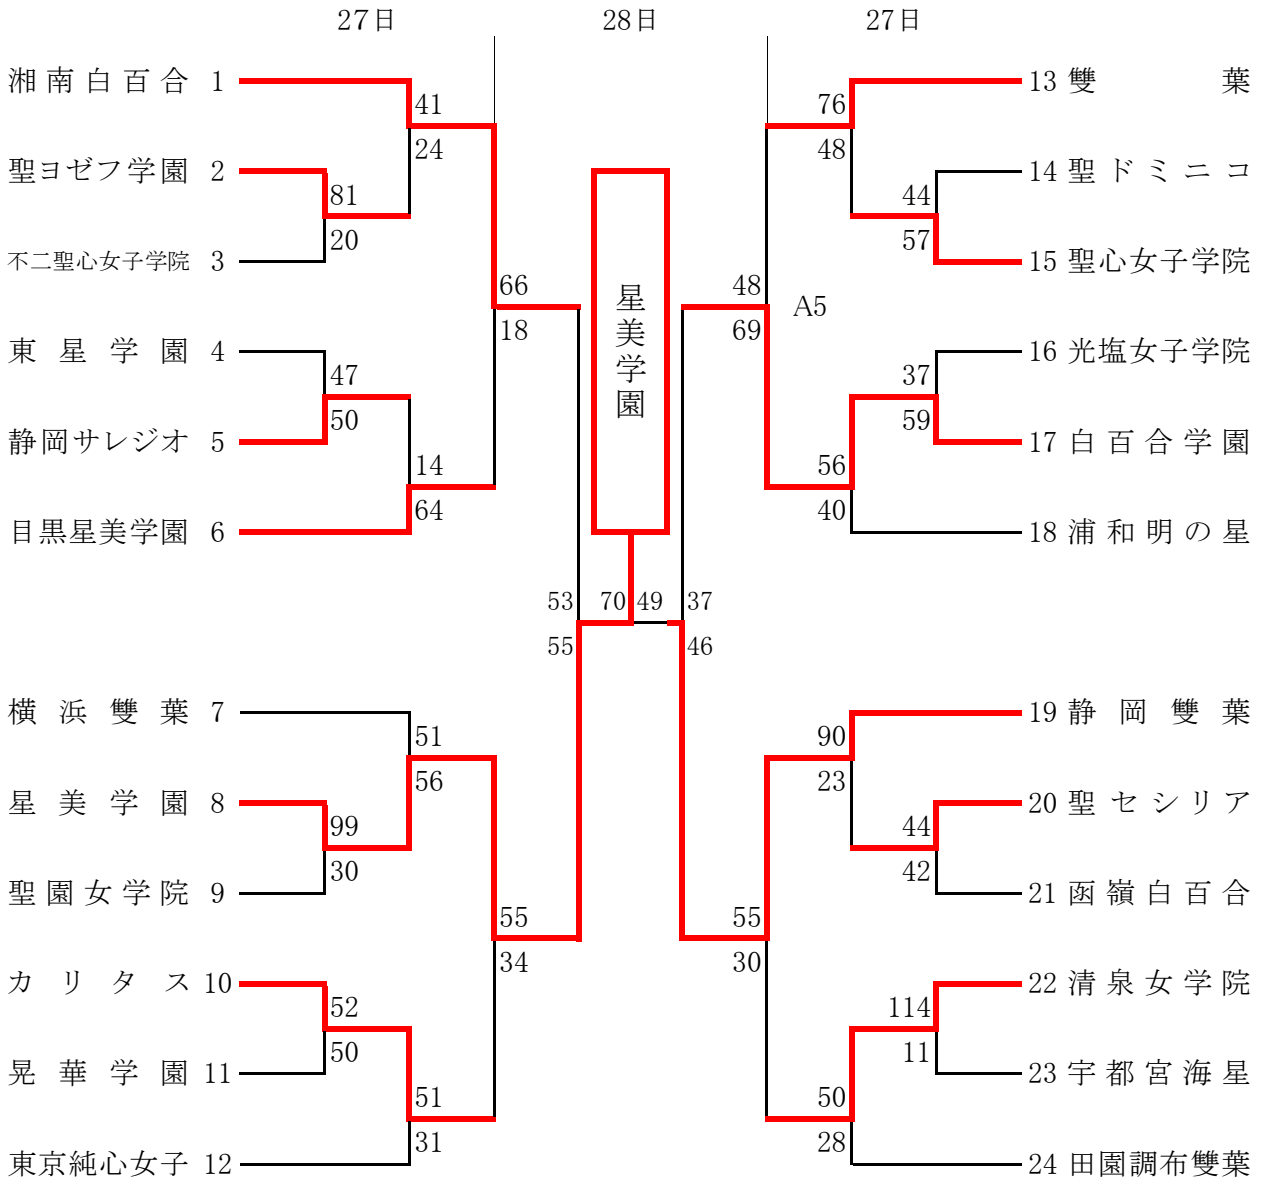 27日 28日 27日
湘南白百合 1
41
24
聖ヨゼフ学園 2
81
20
不二聖心女子学院 3
66
18
東星学園 4
47
50
静岡サレジオ 5
14
64
目黒星美学園 6
星美学園
53 70 49 37
55 46
横浜雙葉 7
51
56
星美学園 8
99
30
聖園女学院 9
55
34
カリタス 10
52
50
晃華学園 11
51
31
東京純心女子 12
13 雙葉
76
48
14 聖ドミニコ
44
57
15 聖心女子学院
48
69
A5
16 光塩女子学院
37
59
17 白百合学園
56
40
18 浦和明の星
19 静岡雙葉
90
23
20 聖セシリア
44
42
21 函嶺白百合
55
30
22 清泉女学院
114
11
23 宇都宮海星
50
28
24 田園調布雙葉